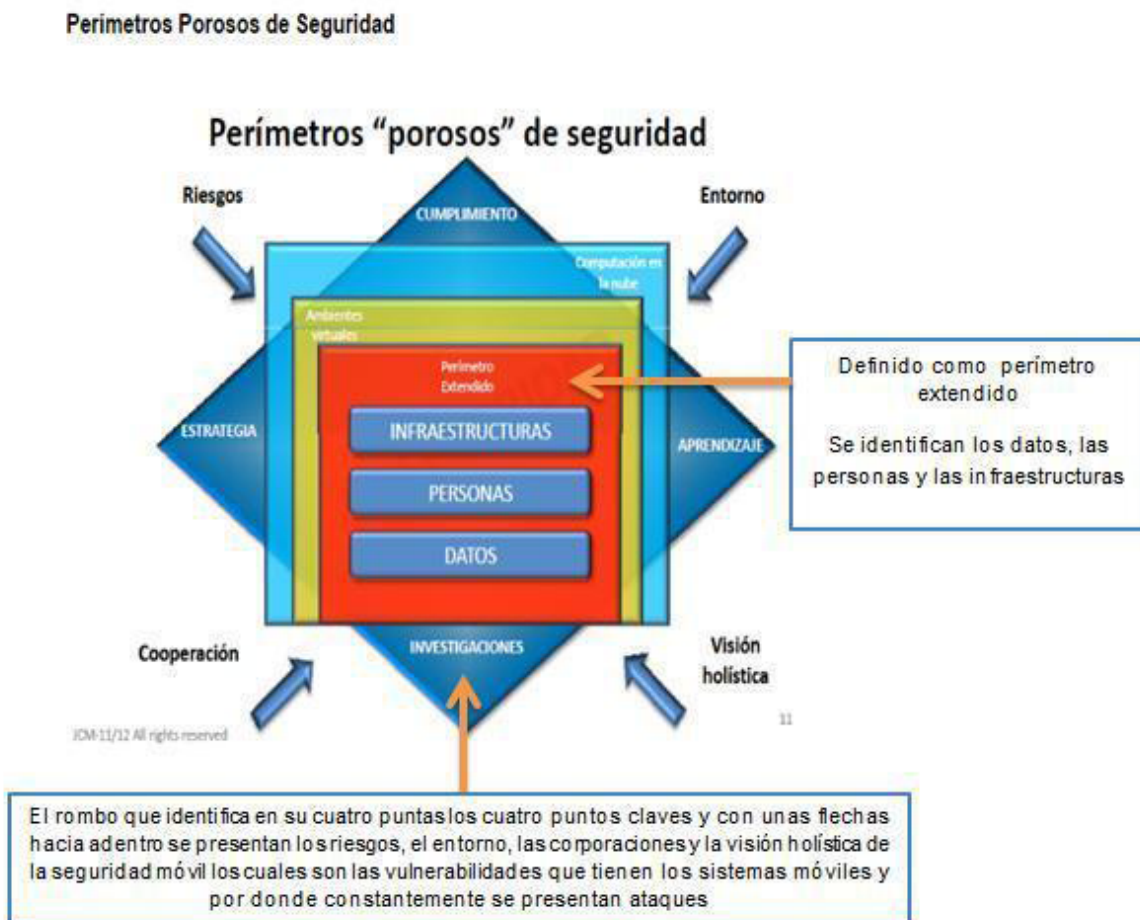 Perimetros Porosos de Seguridad
Perímetros “porosos” de seguridad
Riesgos
Entorno
CUMPLIMIENTO
Computación en
la nube
Ambientes
virtuales
Perímetro
Extendido
INFRAESTRUCTURAS
PERSONAS
DATOS
ESTRATEGIA
APRENDIZAJE
Definido como perímetro
extendido
Se identifican los datos, las
personas y las infraestructuras
INVESTIGACIONES
Cooperación
Visión
holística
JCM-11/12 All rights reserved
11
El rombo que identifica en su cuatro puntas los cuatro puntos claves y con unas flechas
hacia adentro se presentan los riesgos, el entorno, las corporaciones y la visión holística de
la seguridad móvil los cuales son las vulnerabilidades que tienen los sistemas móviles y
por donde constantemente se presentan ataques